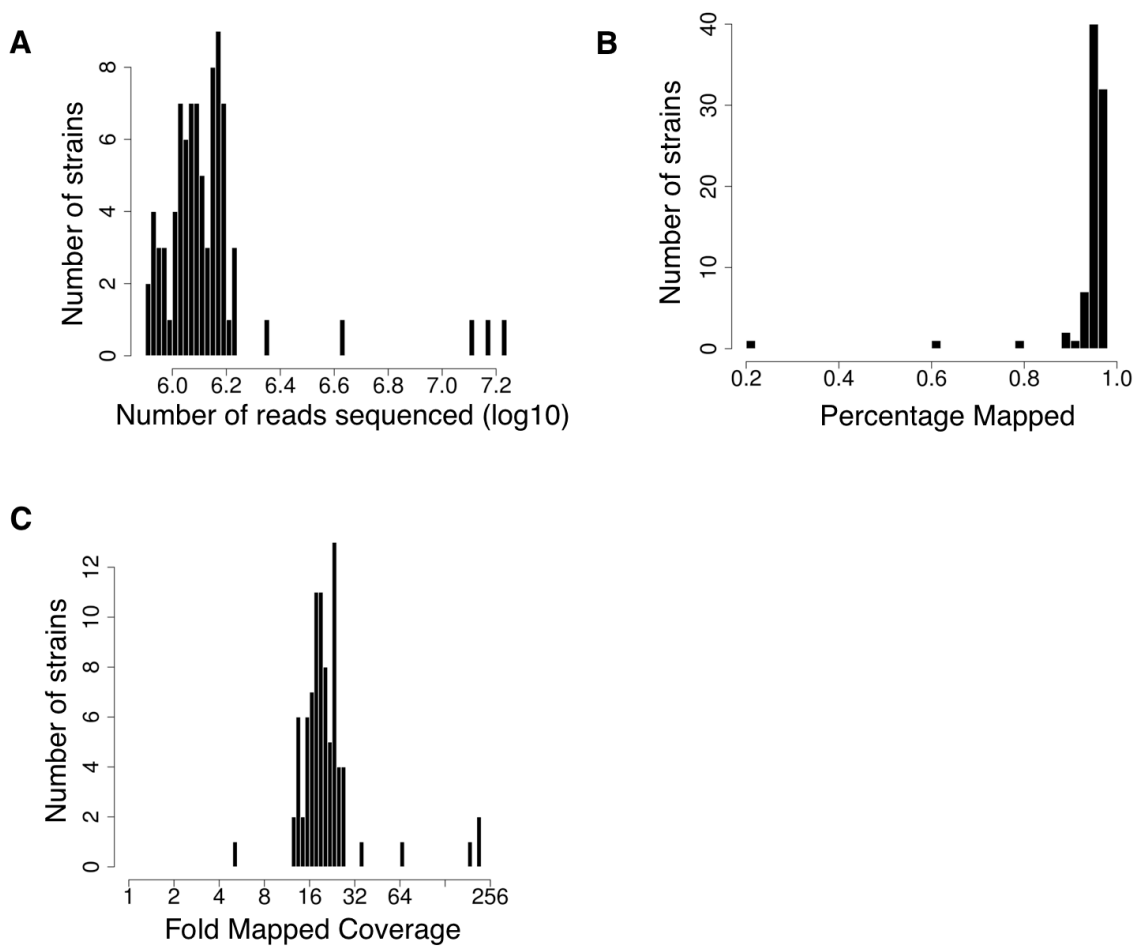 A
Number of strains
0 2 4 6 8
6.0 6.2 6.4 6.6 6.8 7.0 7.2
Number of reads sequenced (log10)
B
Number of strains
0 10 20 30 40
0.2 0.4 0.6 0.8 1.0
Percentage Mapped
C
Number of strains
0 2 4 6 8 10 12
1 2 4 8 16 32 64 256
Fold Mapped Coverage